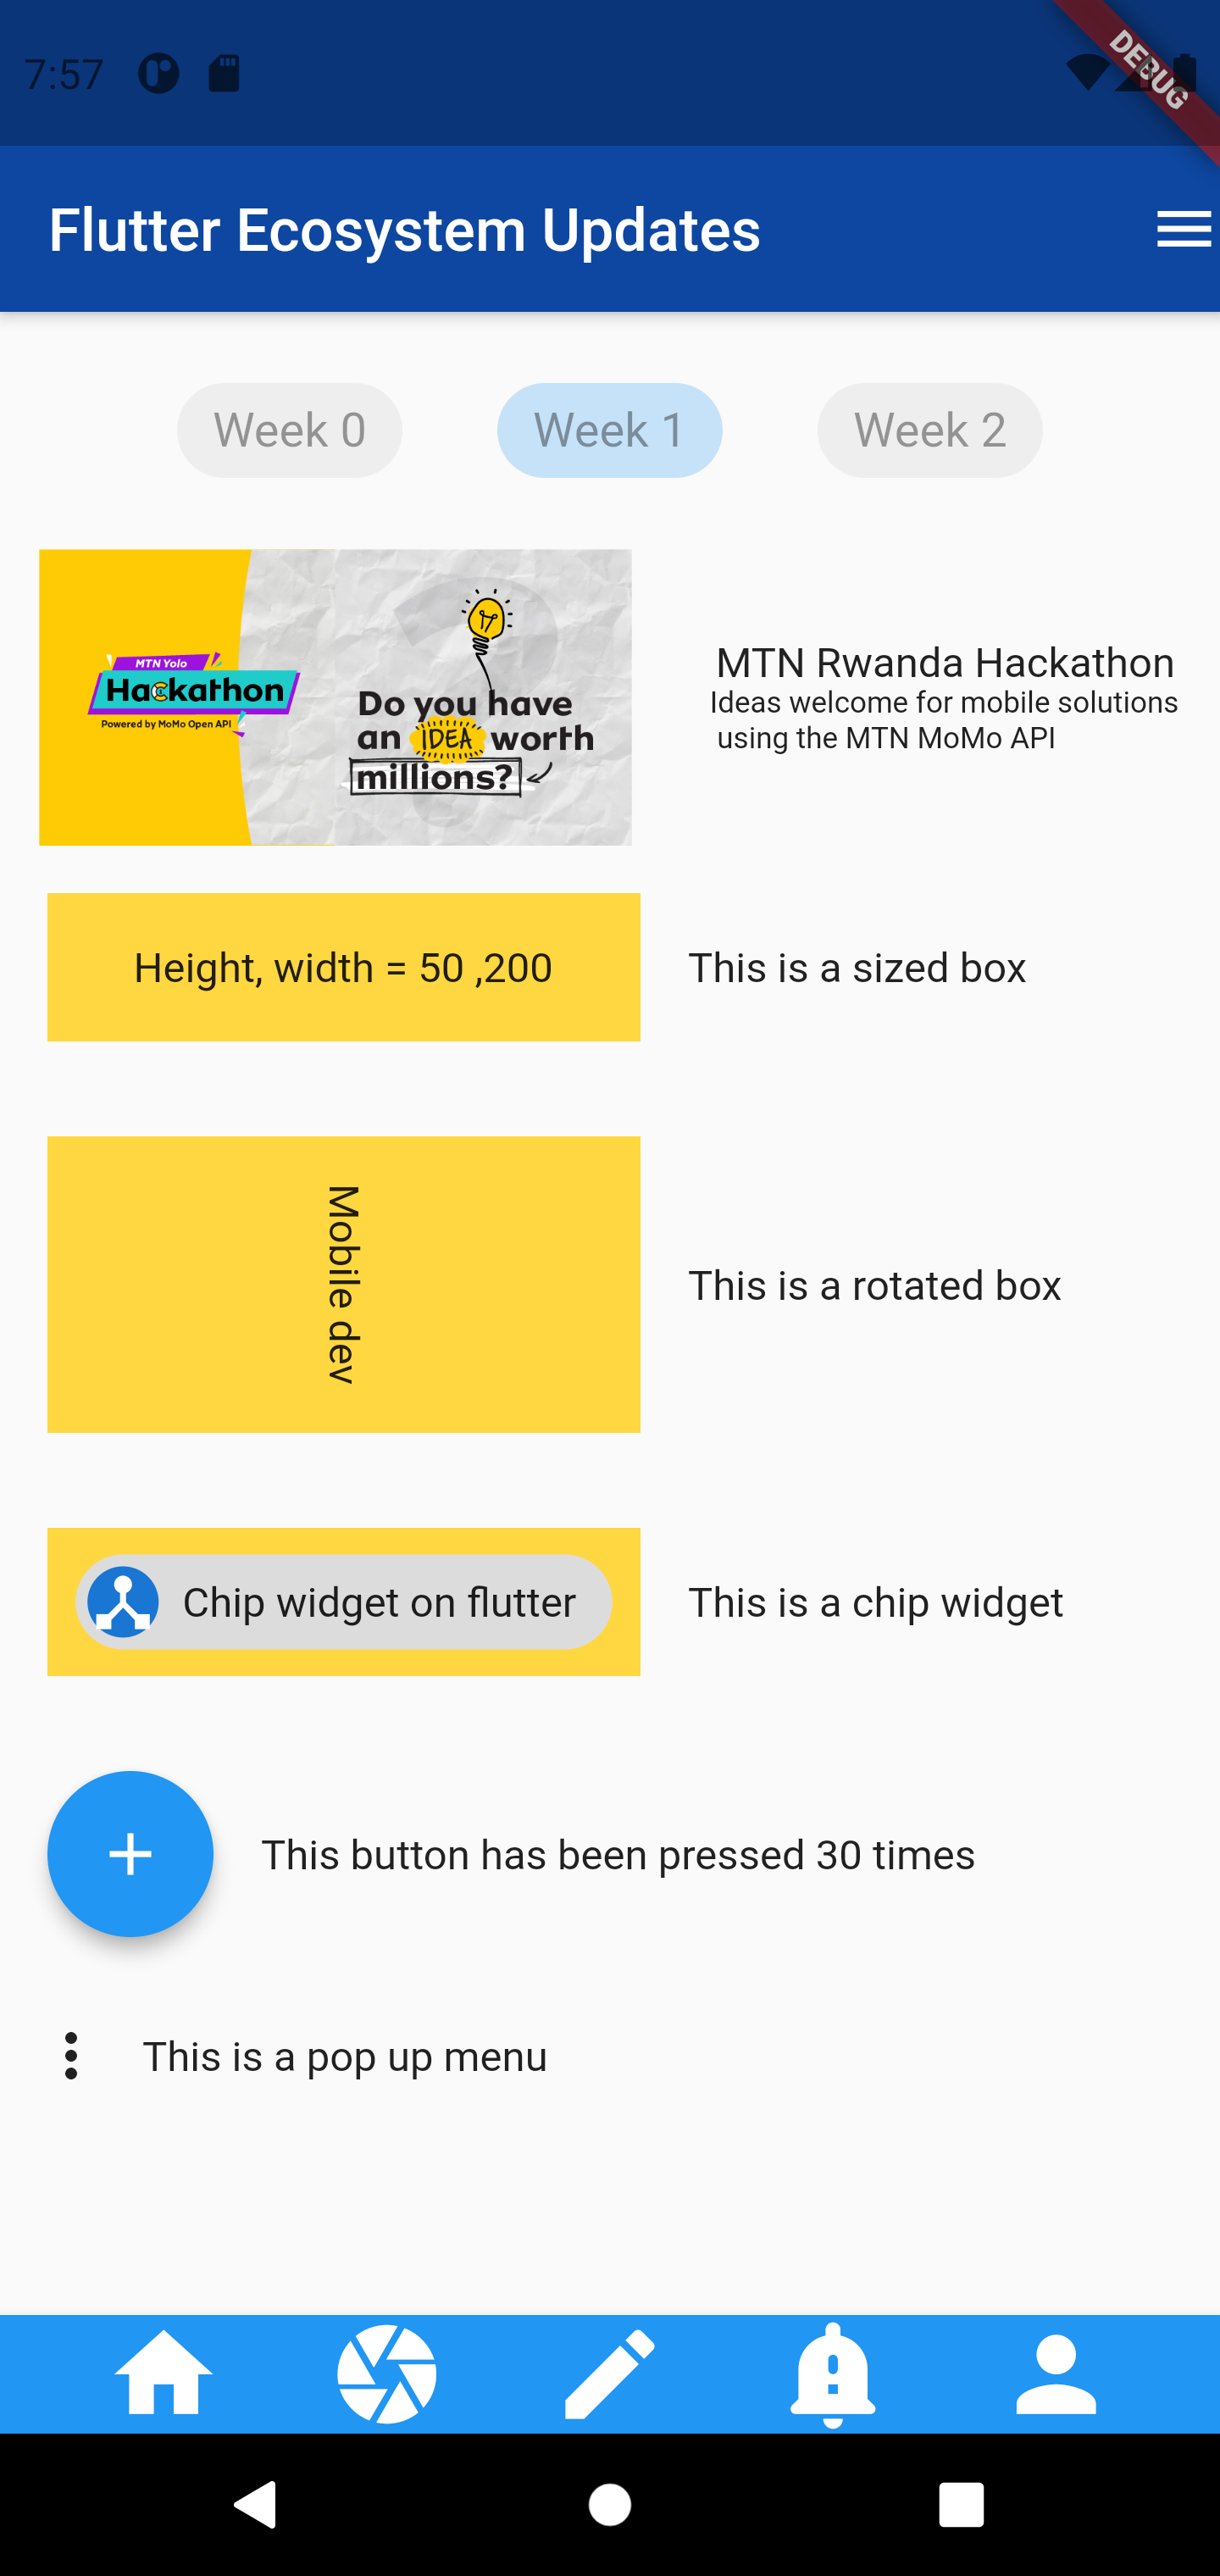 7:57
DEBUG
Flutter Ecosystem Updates
Week 0
Week 1
Week 2
MTN Yolo
Hackathon
Powered by MoMo Open API
Do you have
an IDEA worth
millions?
MTN Rwanda Hackathon
Ideas welcome for mobile solutions
using the MTN MoMo API
Height, width = 50 ,200
This is a sized box
Mobile dev
This is a rotated box
Chip widget on flutter
This is a chip widget
This button has been pressed 30 times
This is a pop up menu